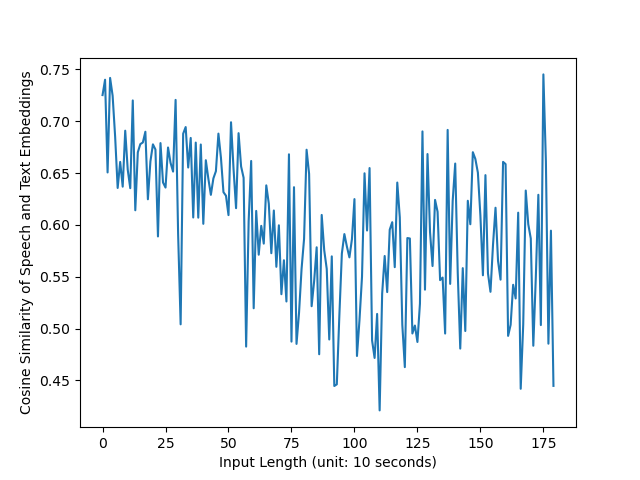 0.75
0.70
0.65
0.60
0.55
0.50
0.45
Cosine Similarity of Speech and Text Embeddings
0 25 50 75 100 125 150 175
Input Length (unit: 10 seconds)